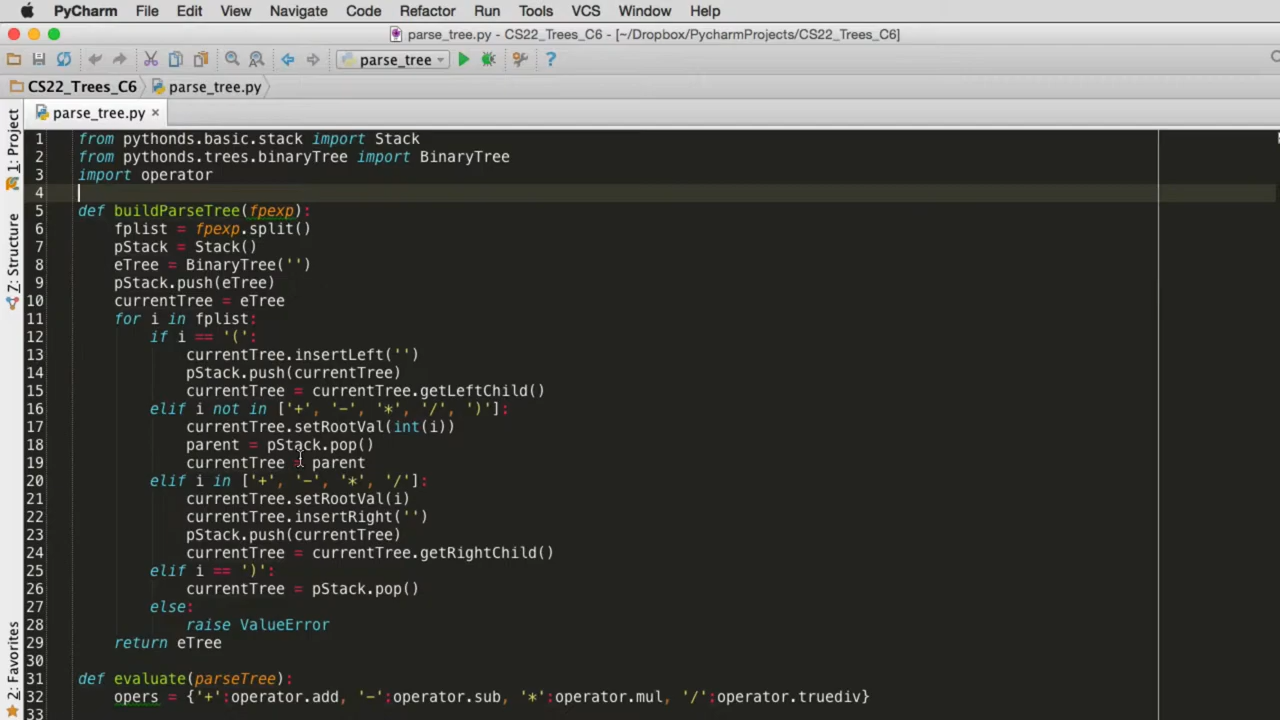 PyCharm File Edit View Navigate Code Refactor Run Tools VCS Window Help
parse_tree.py - CS22_Trees_C6 - [~/Dropbox/PycharmProjects/CS22_Trees_C6]
parse_tree
?
CS22_Trees_C6 parse_tree.py
parse_tree.py ×
1: Project
Z: Structure
2: Favorites
1 from pythonds.basic.stack import Stack
2 from pythonds.trees.binaryTree import BinaryTree
3 import operator
4
5 def buildParseTree(fpexp):
6     fplist = fpexp.split()
7     pStack = Stack()
8     eTree = BinaryTree('')
9     pStack.push(eTree)
10     currentTree = eTree
11     for i in fplist:
12         if i == '(':
13             currentTree.insertLeft('')
14             pStack.push(currentTree)
15             currentTree = currentTree.getLeftChild()
16         elif i not in ['+', '-', '*', '/', ')']:
17             currentTree.setRootVal(int(i))
18             parent = pStack.pop()
19             currentTree = parent
20         elif i in ['+', '-', '*', '/']:
21             currentTree.setRootVal(i)
22             currentTree.insertRight('')
23             pStack.push(currentTree)
24             currentTree = currentTree.getRightChild()
25         elif i == ')':
26             currentTree = pStack.pop()
27         else:
28             raise ValueError
29     return eTree
30
31 def evaluate(parseTree):
32     opers = {'+':operator.add, '-':operator.sub, '*':operator.mul, '/':operator.truediv}
33